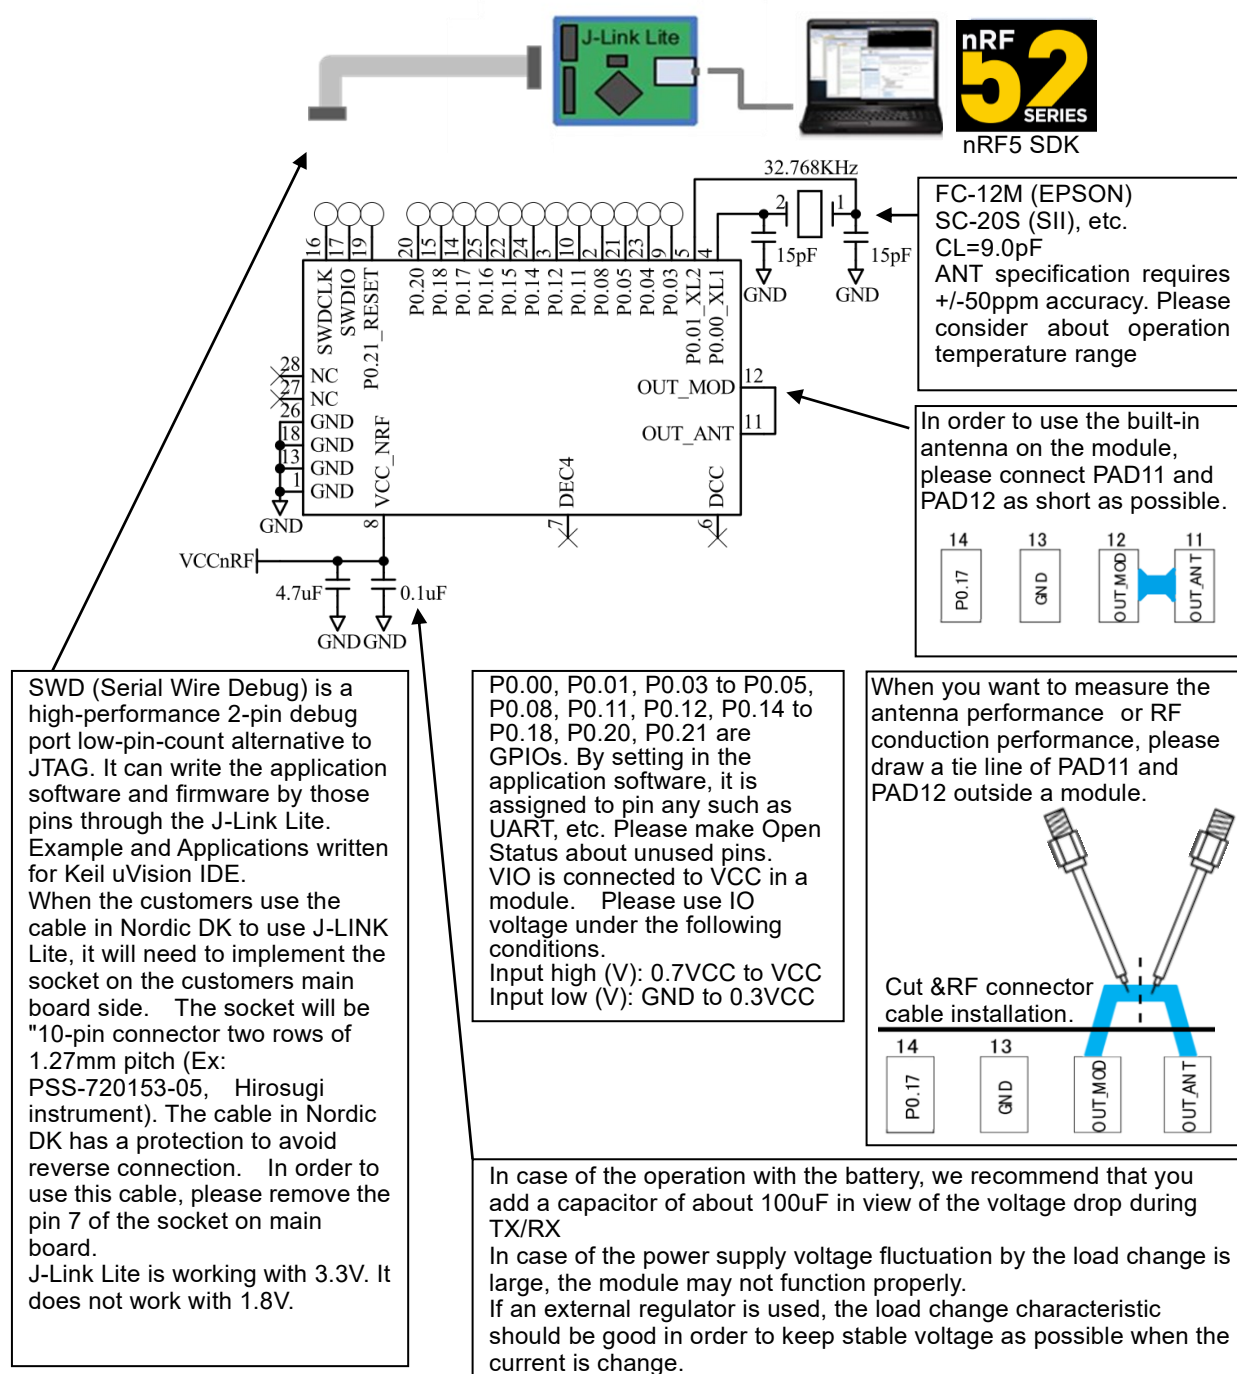 J-Link Lite
nRF
52
SERIES
nRF5 SDK
32.768KHz
2
1
15pF
15pF
GND
GND
FC-12M (EPSON)
SC-20S (SII), etc.
CL=9.0pF
ANT specification requires
+/-50ppm accuracy. Please
consider about operation
temperature range
16
17
19
20
15
14
25
22
24
3
10
2
21
23
9
5
4
SWDCLK
SWDIO
P0.21_RESET
P0.20
P0.18
P0.17
P0.16
P0.15
P0.14
P0.12
P0.11
P0.08
P0.05
P0.04
P0.03
P0.01_XL2
P0.00_XL1
28
NC
27
NC
26
GND
18
GND
13
GND
1
GND
GND
OUT_MOD
12
OUT_ANT
11
VCC_NRF
8
DEC4
7
DCC
6
VCCnRF
4.7uF
0.1uF
GND
GND
In order to use the built-in
antenna on the module,
please connect PAD11 and
PAD12 as short as possible.
14
13
12
11
P0.17
GND
OUT_MOD
OUT_ANT
SWD (Serial Wire Debug) is a
high-performance 2-pin debug
port low-pin-count alternative to
JTAG. It can write the application
software and firmware by those
pins through the J-Link Lite.
Example and Applications written
for Keil uVision IDE.
When the customers use the
cable in Nordic DK to use J-LINK
Lite, it will need to implement the
socket on the customers main
board side. The socket will be
"10-pin connector two rows of
1.27mm pitch (Ex:
PSS-720153-05, Hirosugi
instrument). The cable in Nordic
DK has a protection to avoid
reverse connection. In order to
use this cable, please remove the
pin 7 of the socket on main
board.
J-Link Lite is working with 3.3V. It
does not work with 1.8V.
P0.00, P0.01, P0.03 to P0.05,
P0.08, P0.11, P0.12, P0.14 to
P0.18, P0.20, P0.21 are
GPIOs. By setting in the
application software, it is
assigned to pin any such as
UART, etc. Please make Open
Status about unused pins.
VIO is connected to VCC in a
module. Please use IO
voltage under the following
conditions.
Input high (V): 0.7VCC to VCC
Input low (V): GND to 0.3VCC
When you want to measure the
antenna performance or RF
conduction performance, please
draw a tie line of PAD11 and
PAD12 outside a module.
Cut &RF connector
cable installation.
14
13
P0.17
GND
OUT_MOD
OUT_ANT
In case of the operation with the battery, we recommend that you
add a capacitor of about 100uF in view of the voltage drop during
TX/RX
In case of the power supply voltage fluctuation by the load change is
large, the module may not function properly.
If an external regulator is used, the load change characteristic
should be good in order to keep stable voltage as possible when the
current is change.